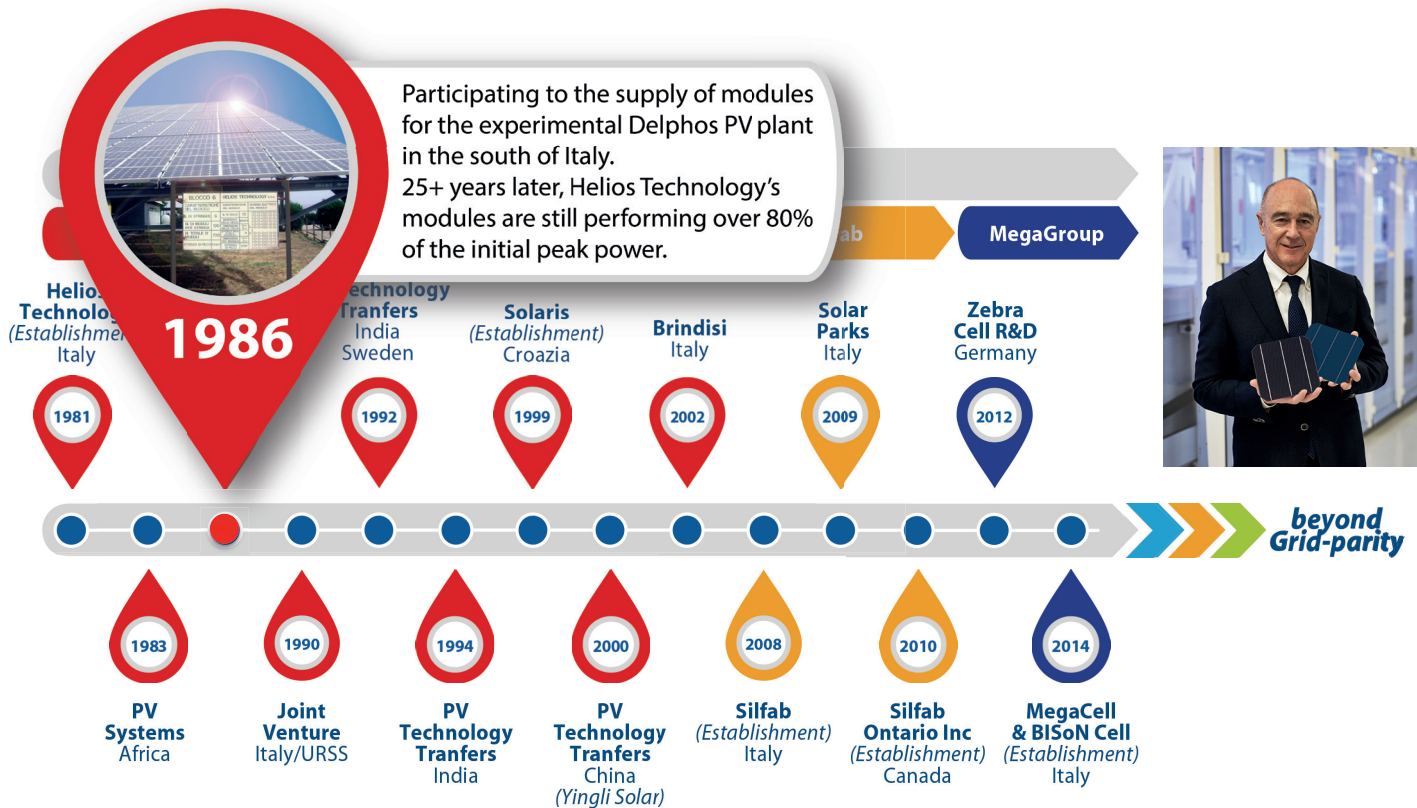 Participating to the supply of modules
for the experimental Delphos PV plant
in the south of Italy.
25+ years later, Helios Technology's
modules are still performing over 80%
of the initial peak power.
BLOCCO 6
HELIOS TECHNOLOGY
1986
ab
MegaGroup
Helios
Technolog
(Establishmen
Italy
1981
echnology
Tranfers
India
Sweden
1992
Solaris
(Establishment)
Croazia
1999
Brindisi
Italy
2002
Solar
Parks
Italy
2009
Zebra
Cell R&D
Germany
2012
beyond
Grid-parity
1983
PV
Systems
Africa
1990
Joint
Venture
Italy/URSS
1994
PV
Technology
Tranfers
India
2000
PV
Technology
Tranfers
China
(Yingli Solar)
2008
Silfab
(Establishment)
Italy
2010
Silfab
Ontario Inc
(Establishment)
Canada
2014
MegaCell
& BISoN Cell
(Establishment)
Italy